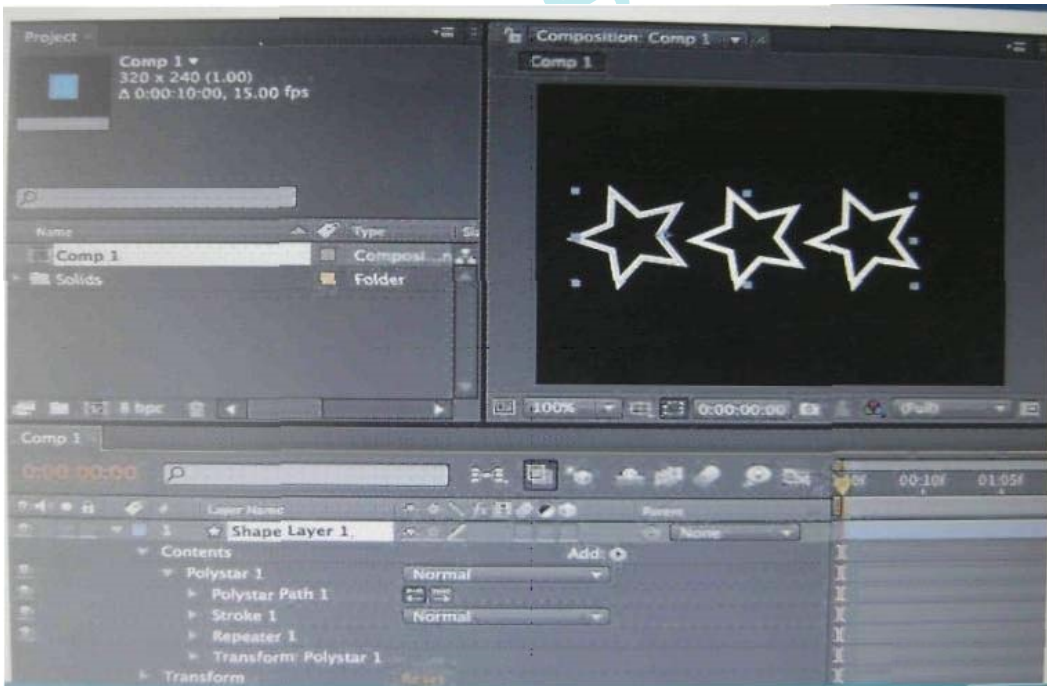 Project
Comp 1
320 x 240 (1.00)
Δ 0:00:10:00, 15.00 fps
Name Type
Comp 1 Composi...n
Solids Folder
8 bpc
Composition: Comp 1
Comp 1
100% 0:00:00:00 (Full)
Comp 1
0:00:00:00
00:10f 01:05f
# Layer Name Parent
1 Shape Layer 1 None
Contents Add:
Polystar 1 Normal
Polystar Path 1
Stroke 1 Normal
Repeater 1
Transform: Polystar 1
Transform Reset